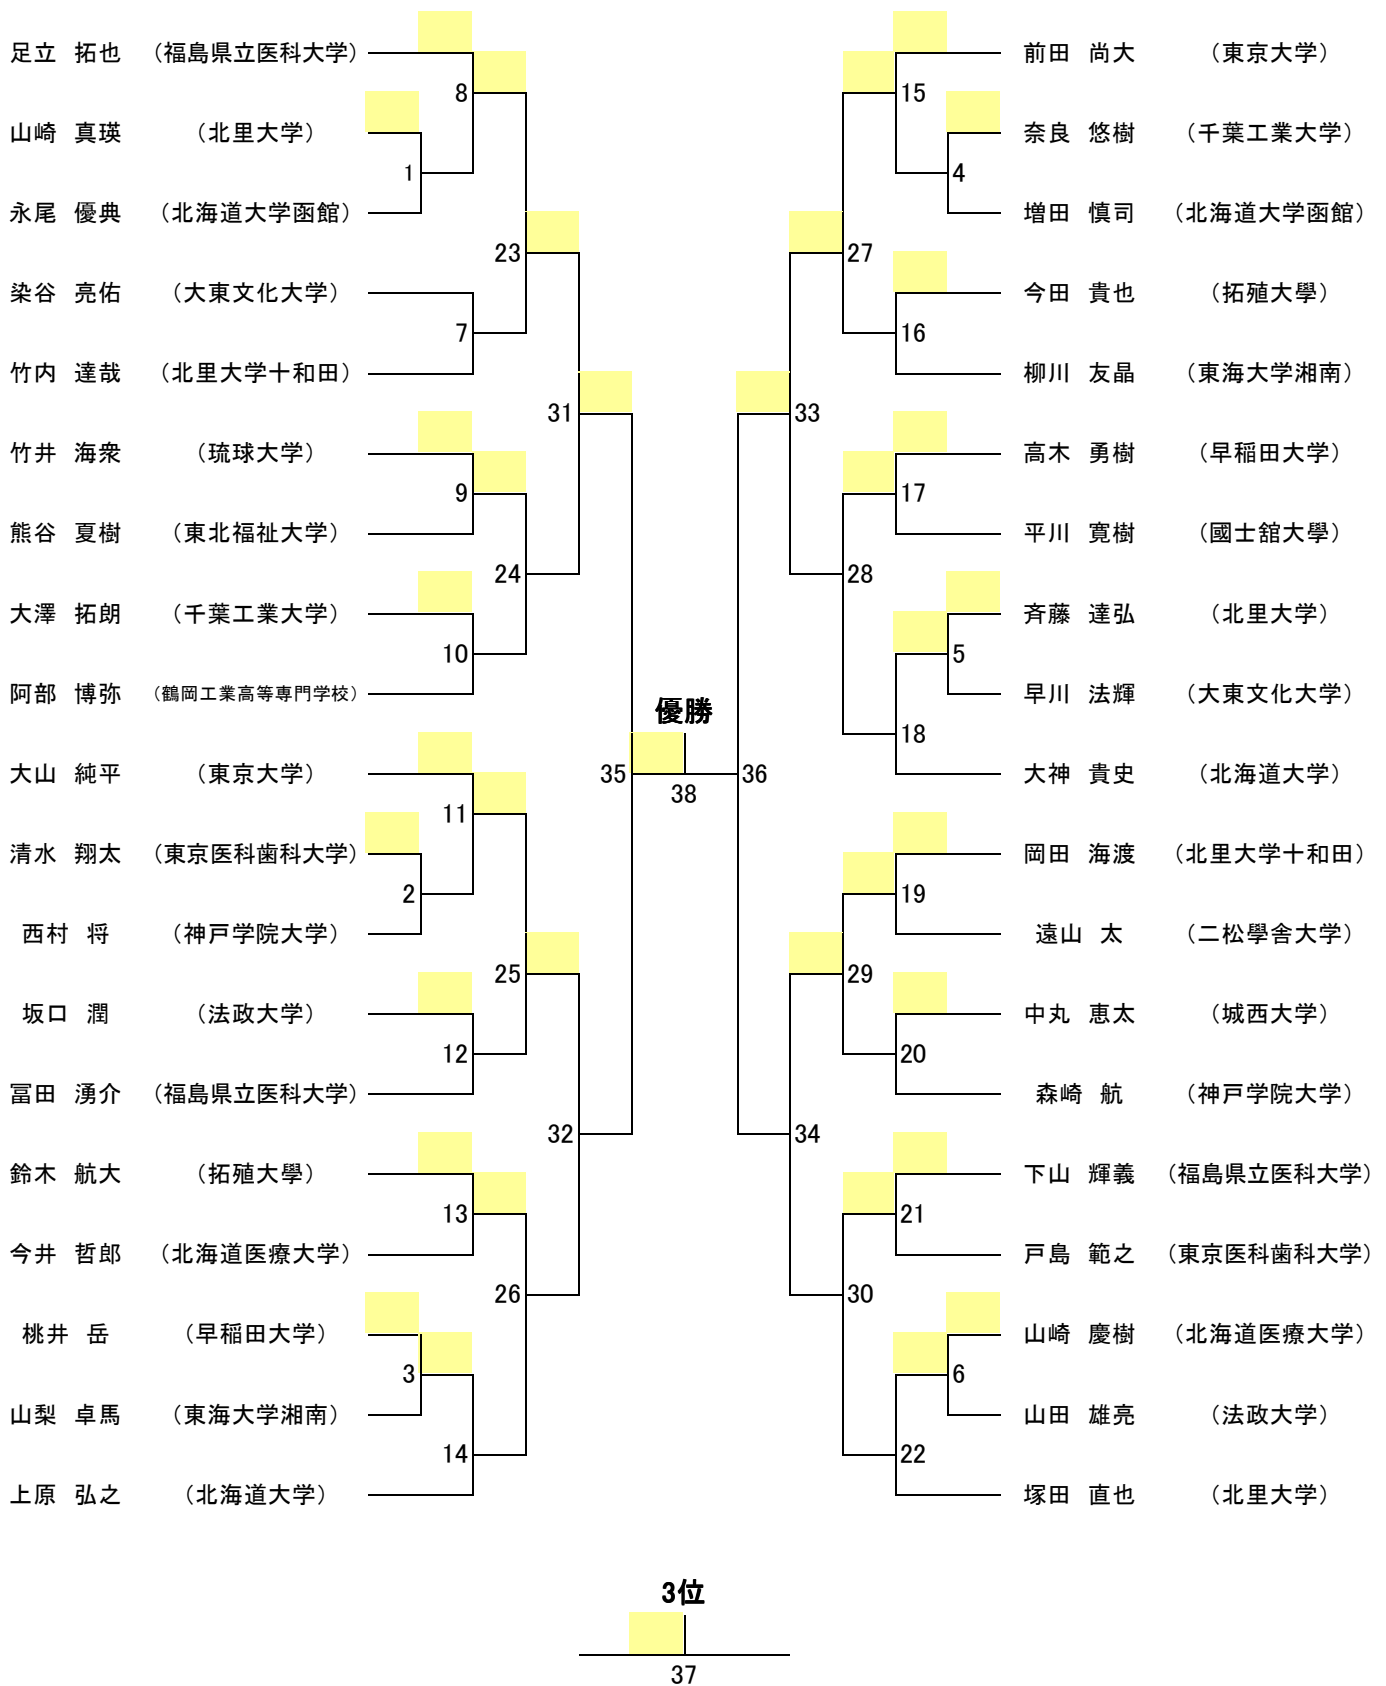 足立 拓也 (福島県立医科大学)
8
山崎 真瑛 (北里大学)
1
永尾 優典 (北海道大学函館)
23
染谷 亮佑 (大東文化大学)
7
竹内 達哉 (北里大学十和田)
31
竹井 海衆 (琉球大学)
9
熊谷 夏樹 (東北福祉大学)
24
大澤 拓朗 (千葉工業大学)
10
阿部 博弥 (鶴岡工業高等専門学校)
35
大山 純平 (東京大学)
11
清水 翔太 (東京医科歯科大学)
2
西村 将 (神戸学院大学)
25
坂口 潤 (法政大学)
12
冨田 湧介 (福島県立医科大学)
32
鈴木 航大 (拓殖大學)
13
今井 哲郎 (北海道医療大学)
26
桃井 岳 (早稲田大学)
3
山梨 卓馬 (東海大学湘南)
14
上原 弘之 (北海道大学)
優勝
38
前田 尚大 (東京大学)
15
奈良 悠樹 (千葉工業大学)
4
増田 慎司 (北海道大学函館)
27
今田 貴也 (拓殖大學)
16
柳川 友晶 (東海大学湘南)
33
高木 勇樹 (早稲田大学)
17
平川 寛樹 (國士舘大學)
28
斉藤 達弘 (北里大学)
5
早川 法輝 (大東文化大学)
18
大神 貴史 (北海道大学)
36
岡田 海渡 (北里大学十和田)
19
遠山 太 (二松學舎大学)
29
中丸 恵太 (城西大学)
20
森崎 航 (神戸学院大学)
34
下山 輝義 (福島県立医科大学)
21
戸島 範之 (東京医科歯科大学)
30
山崎 慶樹 (北海道医療大学)
6
山田 雄亮 (法政大学)
22
塚田 直也 (北里大学)
3位
37